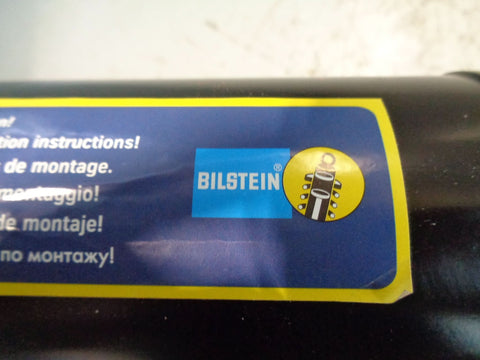 n!
tion instructions!
de montage.
montaggio!
de montaje!
по монтажу!
BILSTEIN®